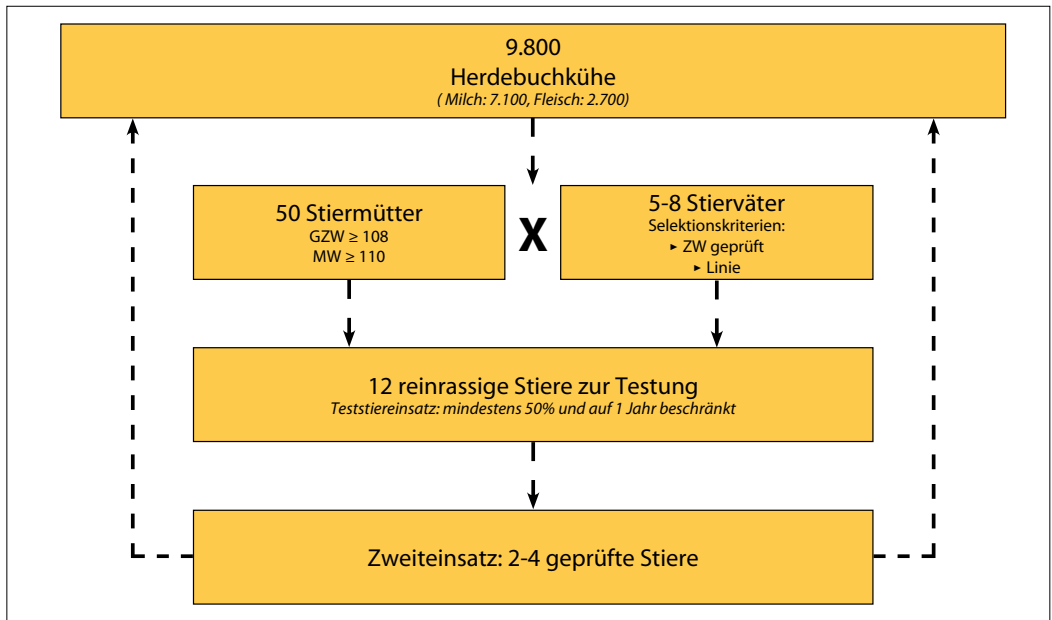 9.800
Herdebuchkühe
( Milch: 7.100, Fleisch: 2.700)
50 Stiermütter
GZW ≥ 108
MW ≥ 110
X
5-8 Stierväter
Selektionskriterien:
▸ ZW geprüft
▸ Linie
12 reinrassige Stiere zur Testung
Teststiereinsatz: mindestens 50% und auf 1 Jahr beschränkt
Zweiteinsatz: 2-4 geprüfte Stiere